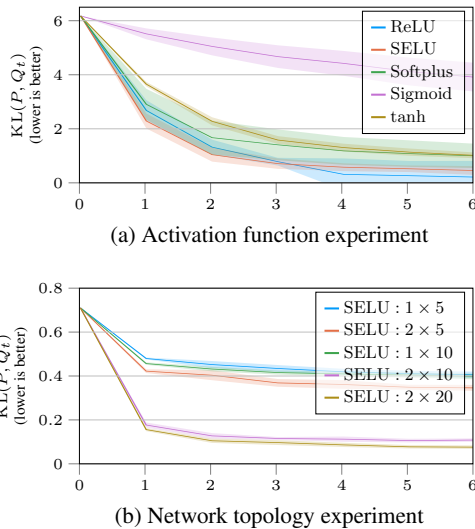 6
4
2
0
KL(P, Q_t)
(lower is better)
ReLU
SELU
Softplus
Sigmoid
tanh
0 1 2 3 4 5 6
(a) Activation function experiment
0.8
0.6
0.4
0.2
0
KL(P, Q_t)
(lower is better)
SELU : 1 × 5
SELU : 2 × 5
SELU : 1 × 10
SELU : 2 × 10
SELU : 2 × 20
0 1 2 3 4 5 6
(b) Network topology experiment